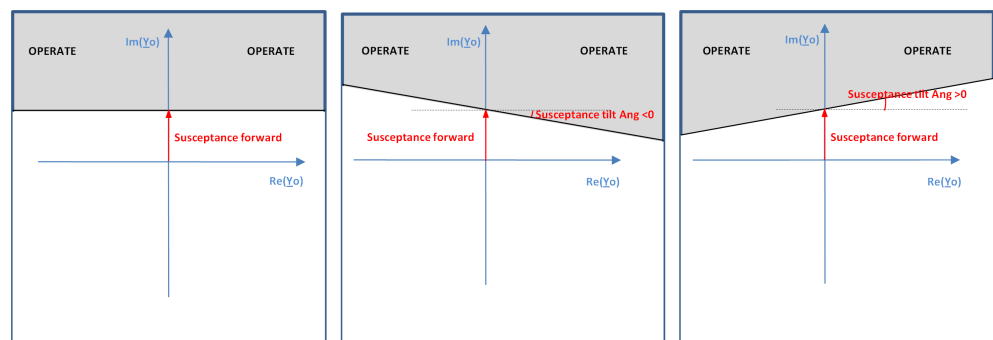 OPERATE
Im(Yo)
OPERATE
Susceptance forward
Re(Yo)
OPERATE
Im(Yo)
OPERATE
Susceptance tilt Ang <0
Susceptance forward
Re(Yo)
OPERATE
Im(Yo)
OPERATE
Susceptance tilt Ang >0
Susceptance forward
Re(Yo)